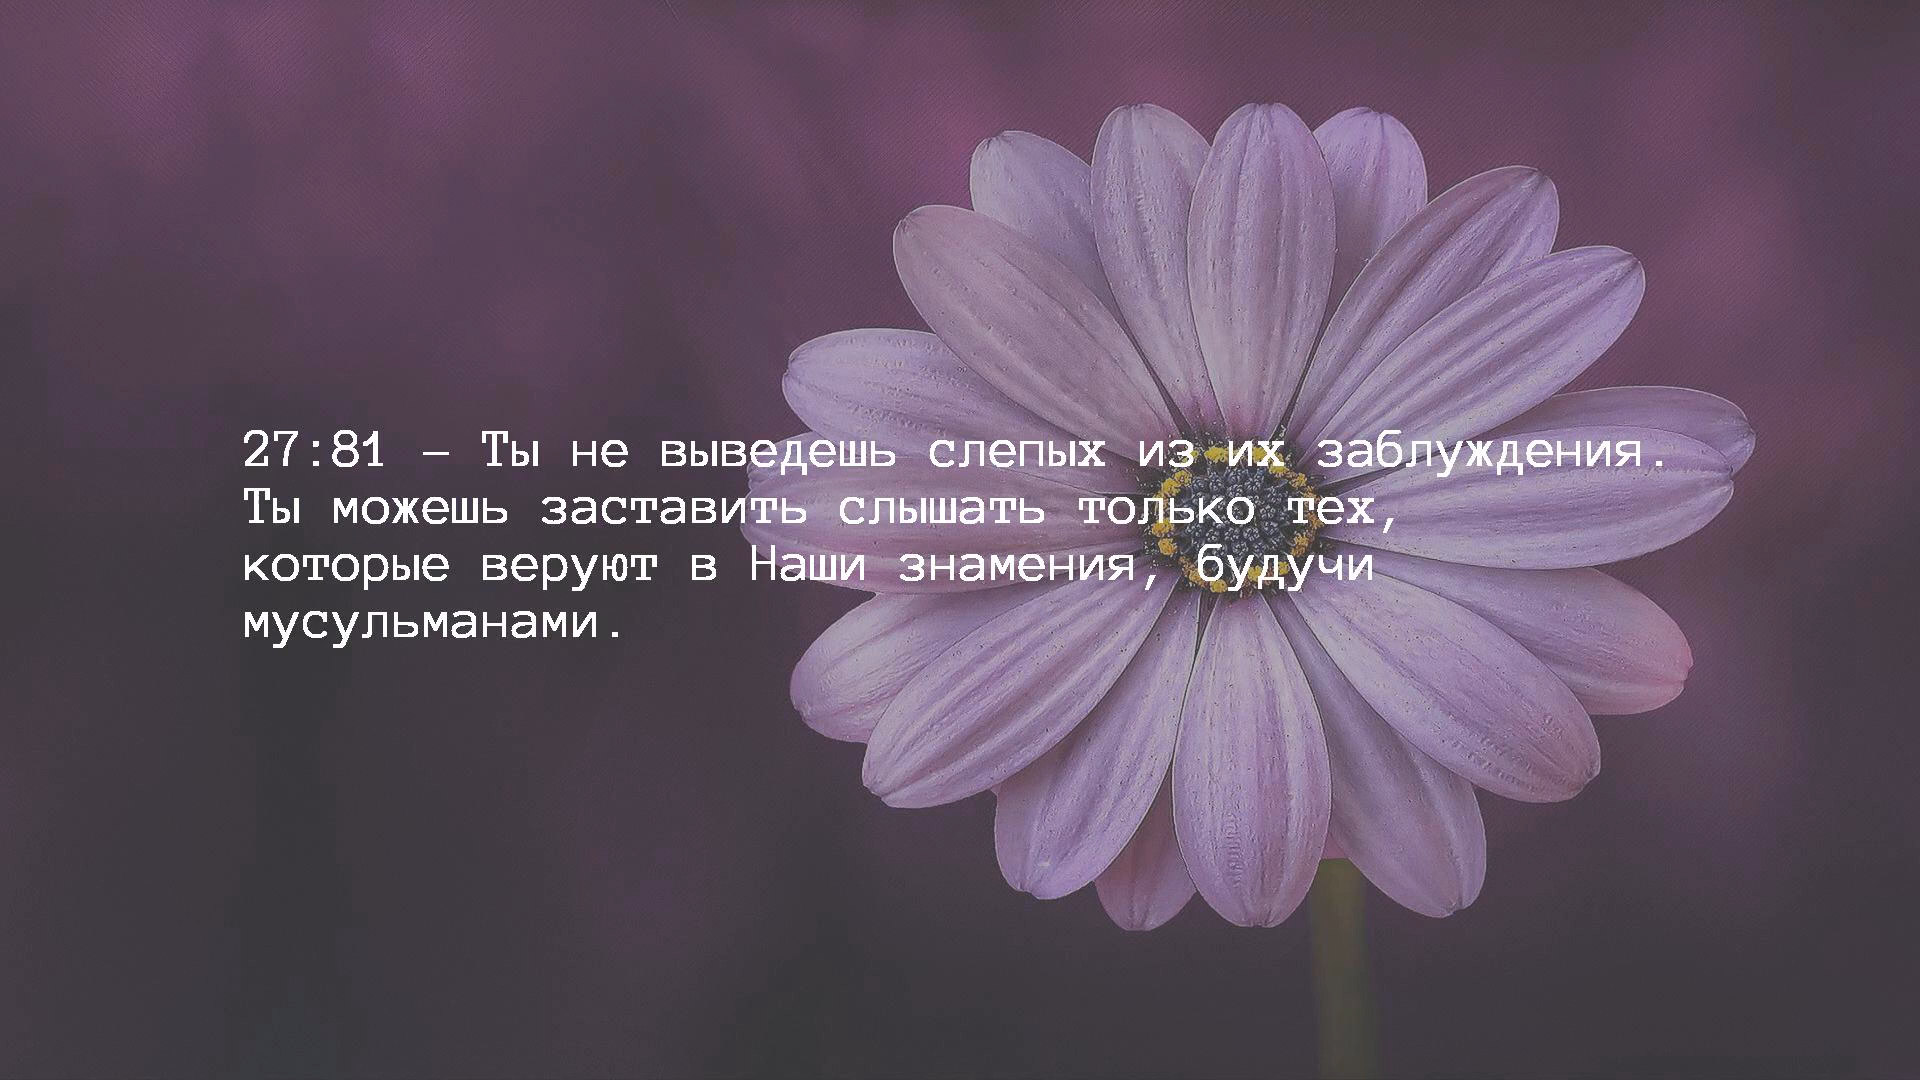 27:81 – Ты не выведешь слепых из их заблуждения.
Ты можешь заставить слышать только тех,
которые веруют в Наши знамения, будучи
мусульманами.